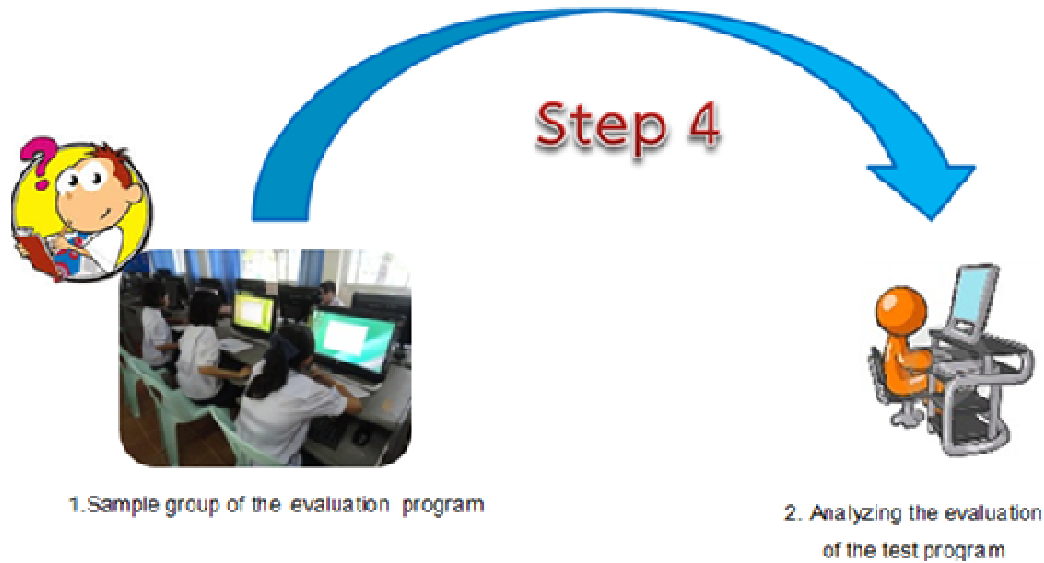 Step 4
1.Sample group of the evaluation program
2. Analyzing the evaluation
of the test program